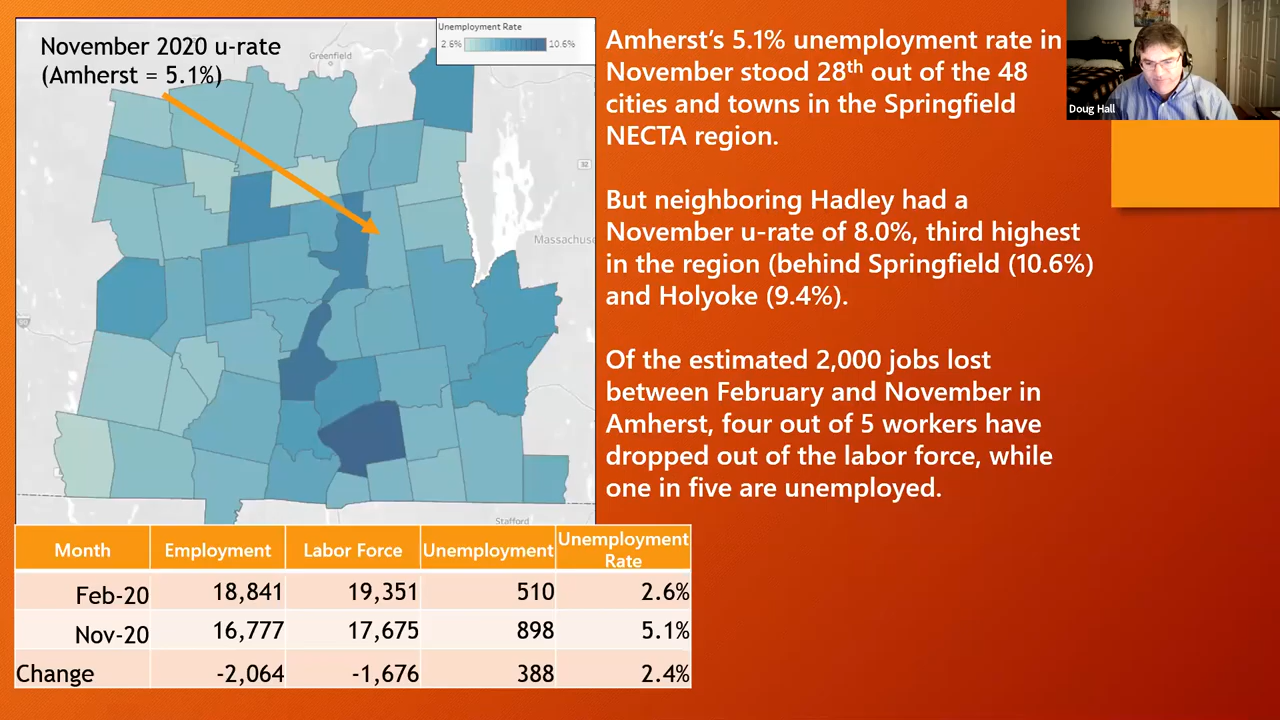 November 2020 u-rate
(Amherst = 5.1%)
Greenfield
Unemployment Rate
2.6% 10.6%
32
Massachuse
Stafford
Amherst's 5.1% unemployment rate in
November stood 28th out of the 48
cities and towns in the Springfield
NECTA region.
But neighboring Hadley had a
November u-rate of 8.0%, third highest
in the region (behind Springfield (10.6%)
and Holyoke (9.4%).
Of the estimated 2,000 jobs lost
between February and November in
Amherst, four out of 5 workers have
dropped out of the labor force, while
one in five are unemployed.
Doug Hall
Month Employment Labor Force Unemployment Unemployment Rate
Feb-20 18,841 19,351 510 2.6%
Nov-20 16,777 17,675 898 5.1%
Change -2,064 -1,676 388 2.4%